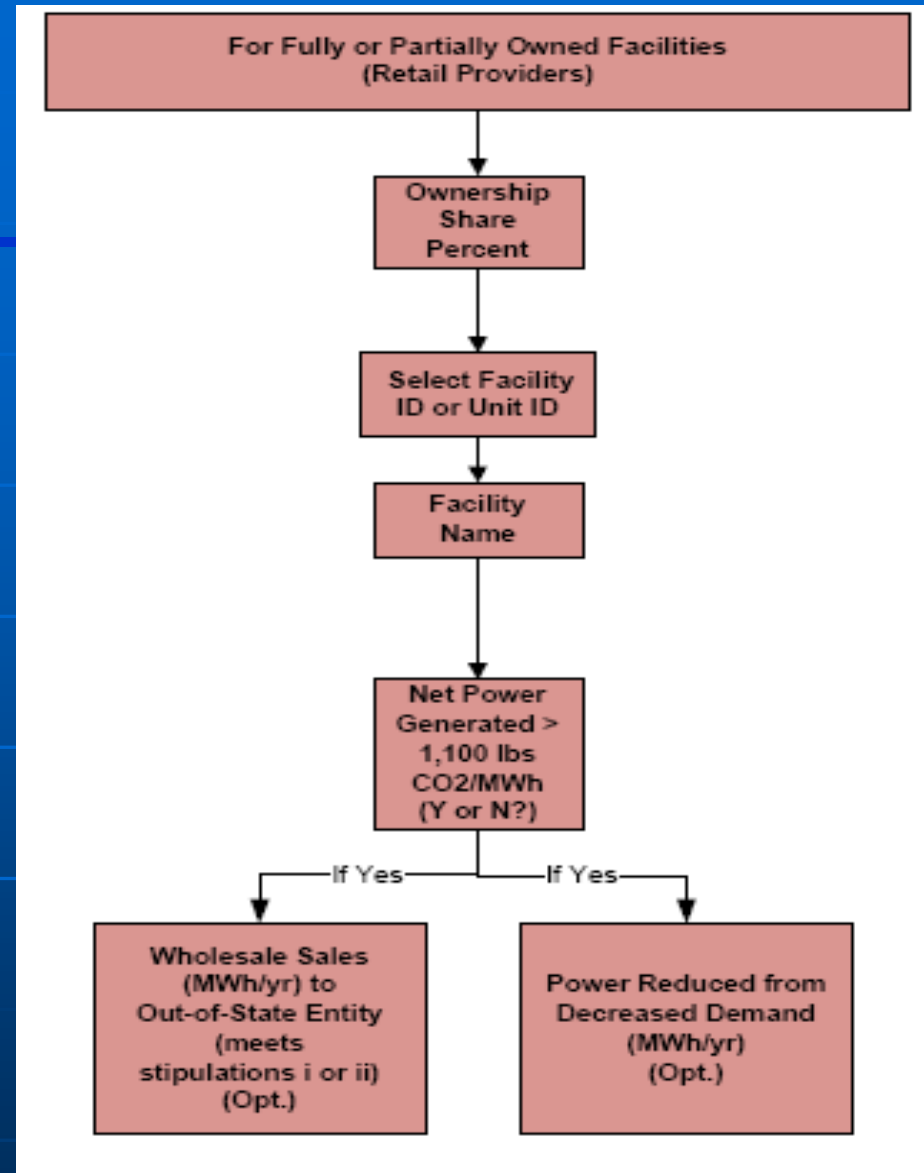 For Fully or Partially Owned Facilities
(Retail Providers)
Ownership
Share
Percent
Select Facility
ID or Unit ID
Facility
Name
Net Power
Generated >
1,100 lbs
CO2/MWh
(Y or N?)
If Yes
If Yes
Wholesale Sales
(MWh/yr) to
Out-of-State Entity
(meets
stipulations i or ii)
(Opt.)
Power Reduced from
Decreased Demand
(MWh/yr)
(Opt.)